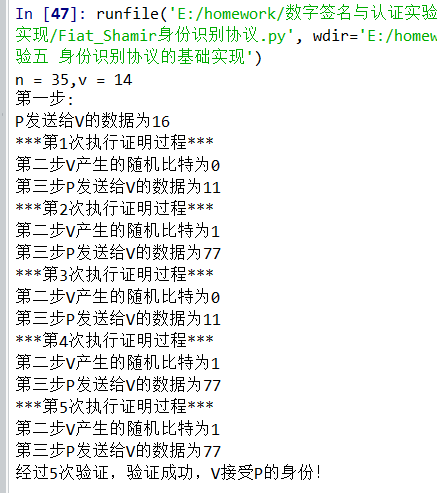 In [47]: runfile('E:/homework/数字签名与认证实验
实现/Fiat_Shamir身份识别协议.py', wdir='E:/homew
验五 身份识别协议的基础实现')
n = 35,v = 14
第一步:
P发送给V的数据为16
***第1次执行证明过程***
第二步V产生的随机比特为0
第三步P发送给V的数据为11
***第2次执行证明过程***
第二步V产生的随机比特为1
第三步P发送给V的数据为77
***第3次执行证明过程***
第二步V产生的随机比特为0
第三步P发送给V的数据为11
***第4次执行证明过程***
第二步V产生的随机比特为1
第三步P发送给V的数据为77
***第5次执行证明过程***
第二步V产生的随机比特为1
第三步P发送给V的数据为77
经过5次验证，验证成功，V接受P的身份！